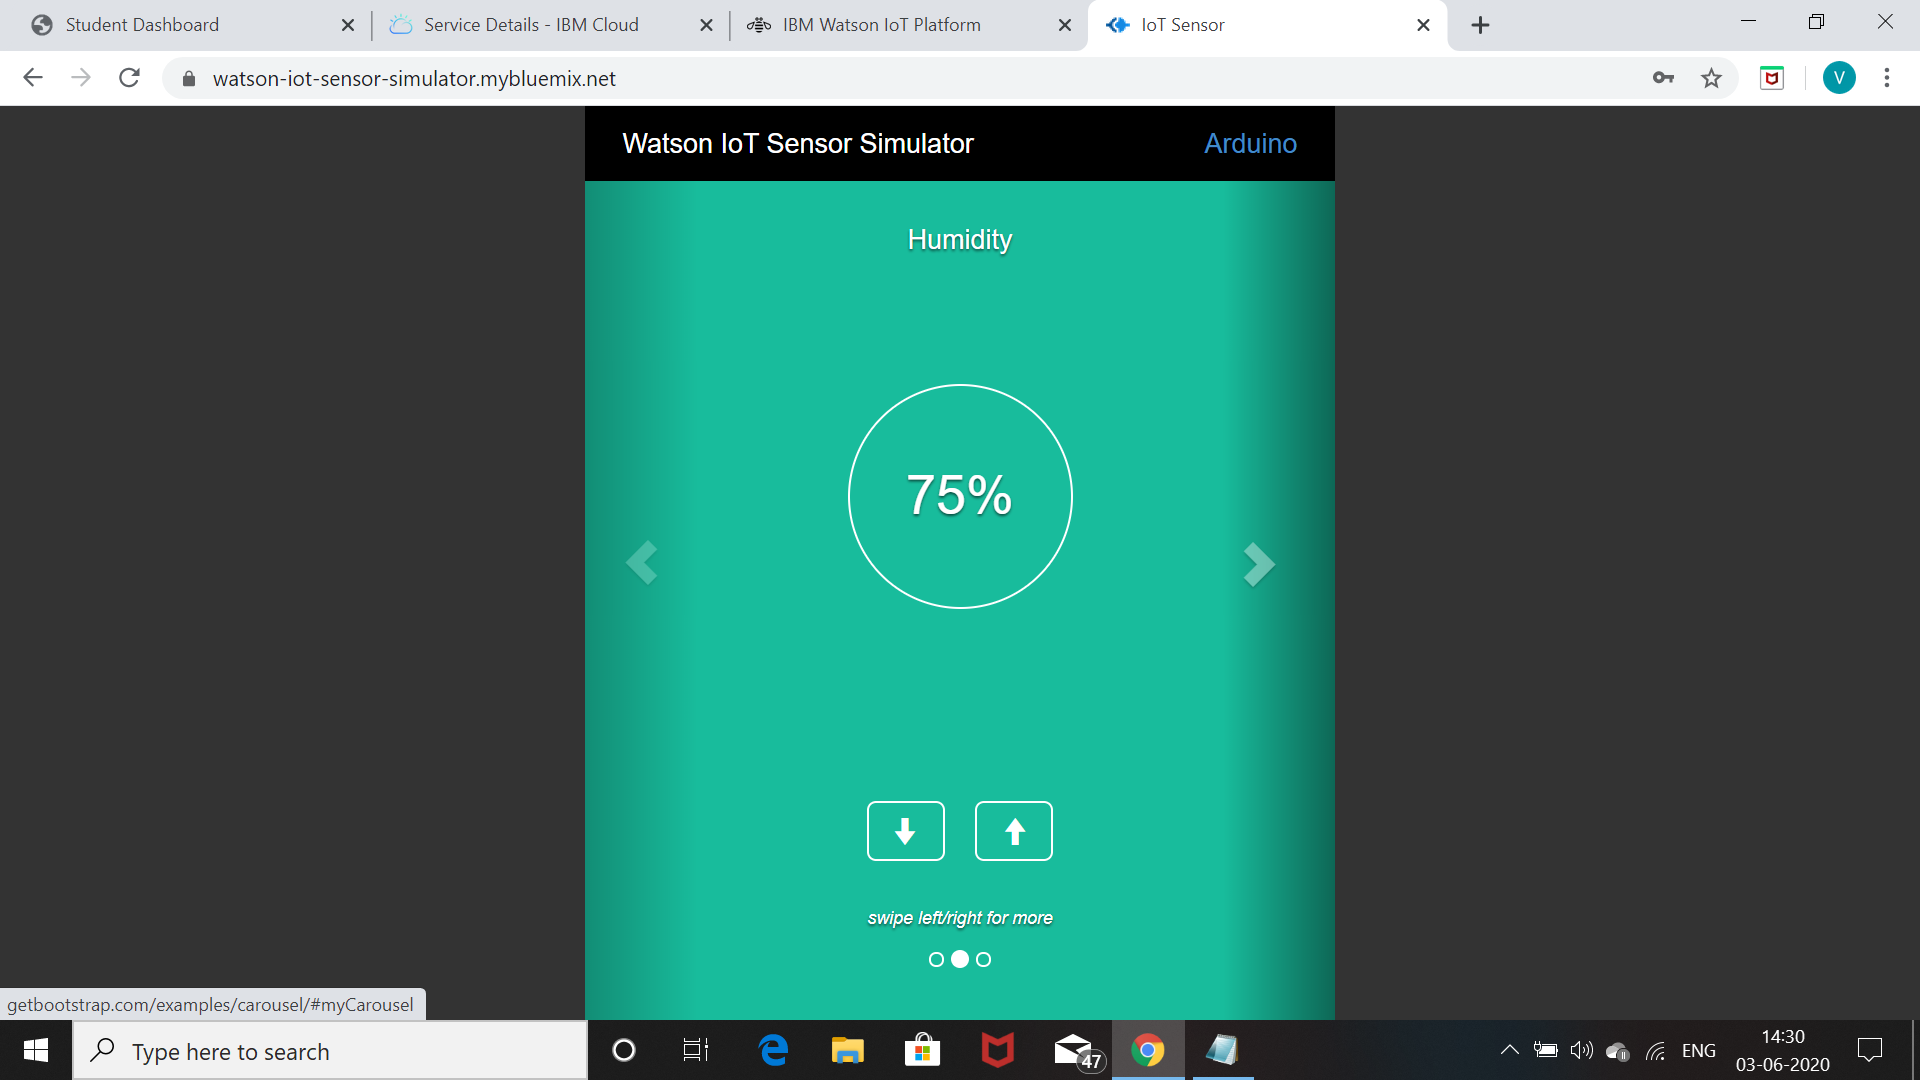 Student Dashboard
Service Details - IBM Cloud
IBM Watson IoT Platform
IoT Sensor
watson-iot-sensor-simulator.mybluemix.net
V
Watson IoT Sensor Simulator
Arduino
Humidity
75%
swipe left/right for more
getbootstrap.com/examples/carousel/#myCarousel
Type here to search
47
ENG
14:30
03-06-2020